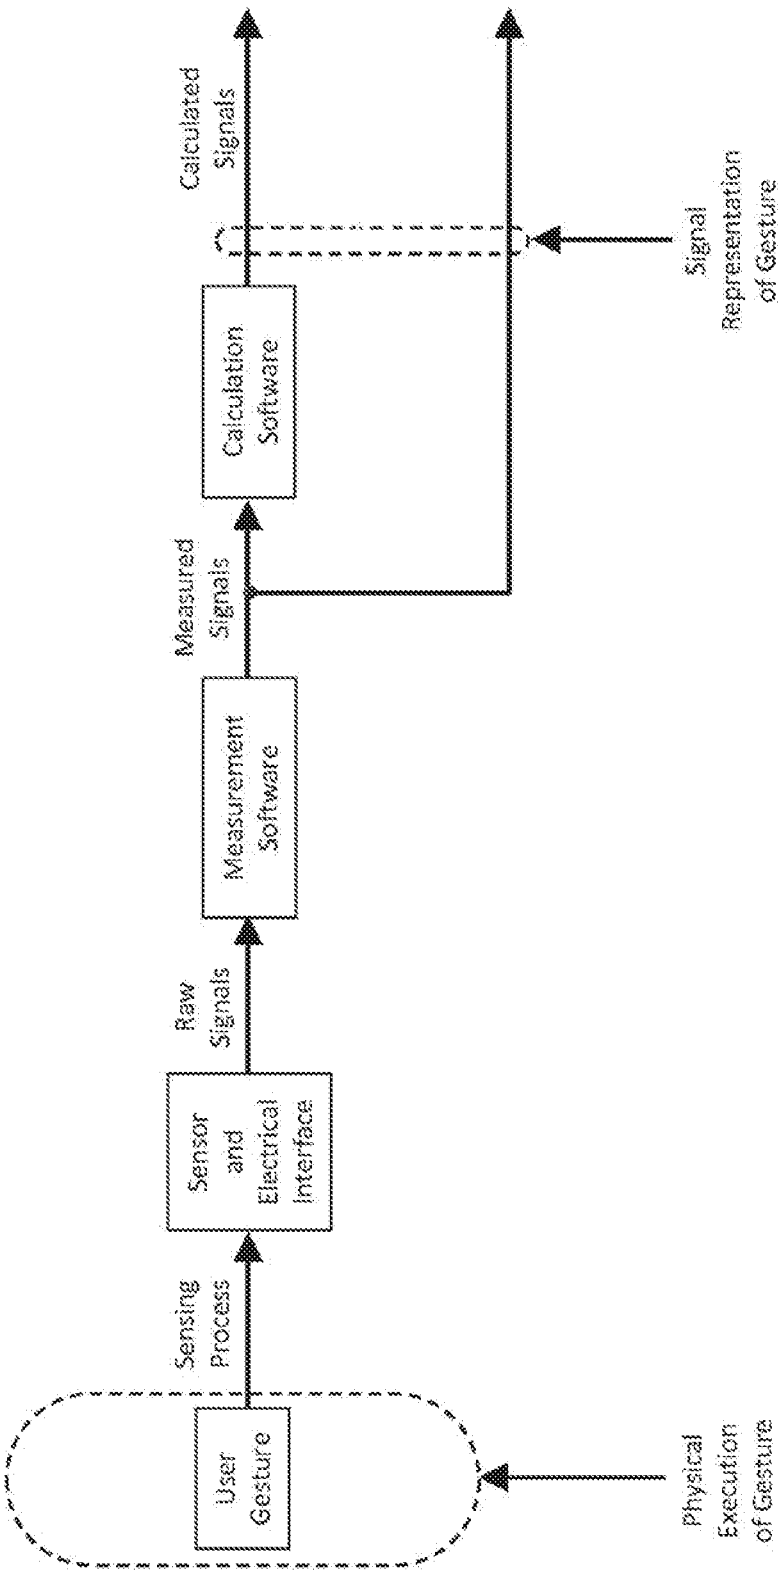 User
Gesture
Sensing
Process
Sensor
and
Electrical
Interface
Raw
Signals
Measurement
Software
Measured
Signals
Calculation
Software
Calculated
Signals
Physical
Execution
of Gesture
Signal
Representation
of Gesture